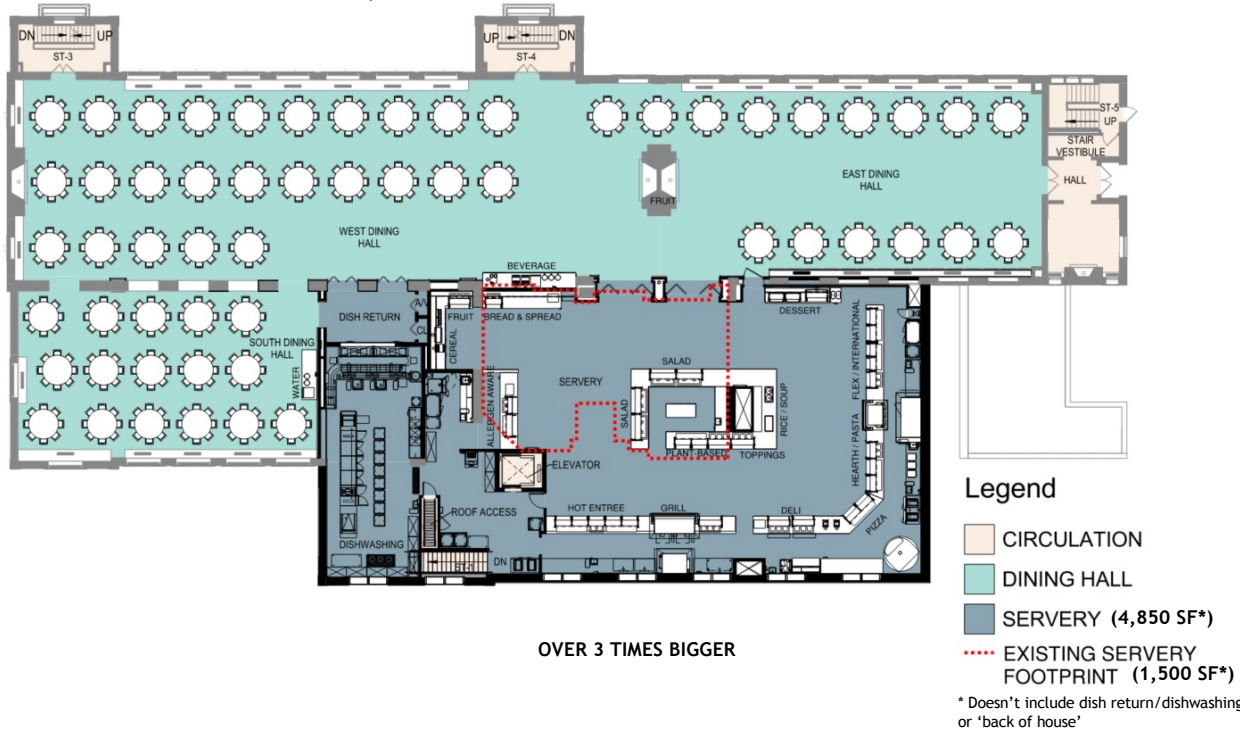 DN
UP
ST-3
UP
DN
ST-4
ST-5
UP
STAIR
VESTIBULE
HALL
EAST DINING
HALL
FRUIT
WEST DINING
HALL
BEVERAGE
DISH RETURN
A/V
FRUIT
BREAD & SPREAD
CEREAL
DESSERT
SOUTH DINING
HALL
WATER
SALAD
SERVERY
SALAD
ALLERGEN AWARE
RICE / SOUP
FLEX / INTERNATIONAL
HEARTH / PASTA
PLANT-BASED
TOPPINGS
ELEVATOR
ROOF ACCESS
HOT ENTREE
GRILL
DELI
PIZZA
DISHWASHING
ST-1
DN
Legend
CIRCULATION
DINING HALL
SERVERY (4,850 SF*)
EXISTING SERVERY
FOOTPRINT (1,500 SF*)
* Doesn’t include dish return/dishwashing
or ‘back of house’
OVER 3 TIMES BIGGER